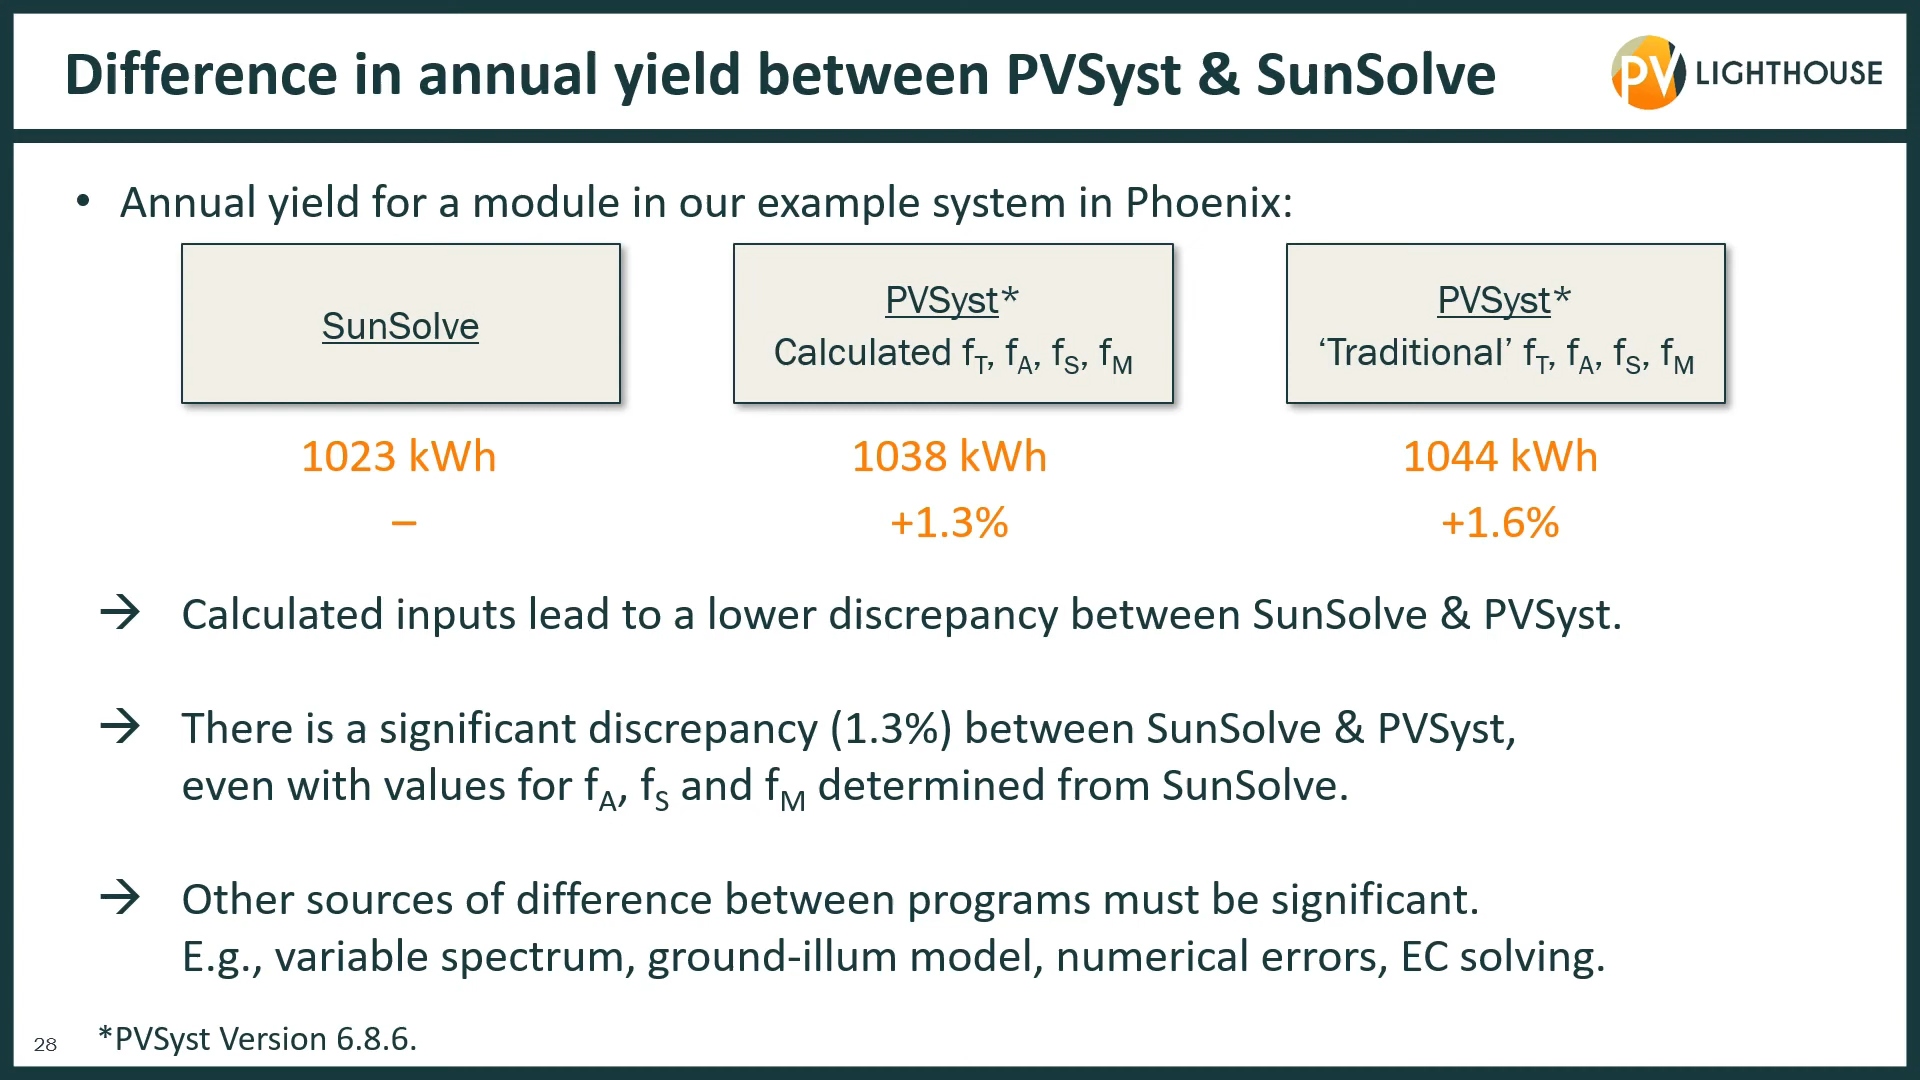 Difference in annual yield between PVSyst & SunSolve
PV LIGHTHOUSE
• Annual yield for a module in our example system in Phoenix:
SunSolve
PVSyst*
Calculated fT, fA, fS, fM
PVSyst*
‘Traditional’ fT, fA, fS, fM
1023 kWh
1038 kWh
1044 kWh
–
+1.3%
+1.6%
→ Calculated inputs lead to a lower discrepancy between SunSolve & PVSyst.
→ There is a significant discrepancy (1.3%) between SunSolve & PVSyst,
even with values for fA, fS and fM determined from SunSolve.
→ Other sources of difference between programs must be significant.
E.g., variable spectrum, ground-illum model, numerical errors, EC solving.
28 *PVSyst Version 6.8.6.